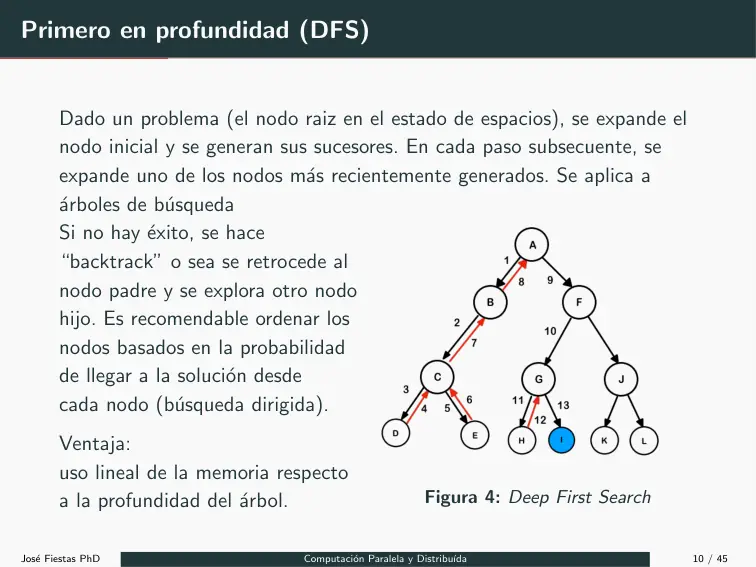 Primero en profundidad (DFS)
Dado un problema (el nodo raiz en el estado de espacios), se expande el
nodo inicial y se generan sus sucesores. En cada paso subsecuente, se
expande uno de los nodos más recientemente generados. Se aplica a
árboles de búsqueda
Si no hay éxito, se hace
“backtrack” o sea se retrocede al
nodo padre y se explora otro nodo
hijo. Es recomendable ordenar los
nodos basados en la probabilidad
de llegar a la solución desde
cada nodo (búsqueda dirigida).
Ventaja:
uso lineal de la memoria respecto
a la profundidad del árbol.
A
1
8
9
B
F
2
7
10
C
G
J
3
4
5
6
11
12
13
D
E
H
I
K
L
Figura 4: Deep First Search
José Fiestas PhD
Computación Paralela y Distribuída
10 / 45